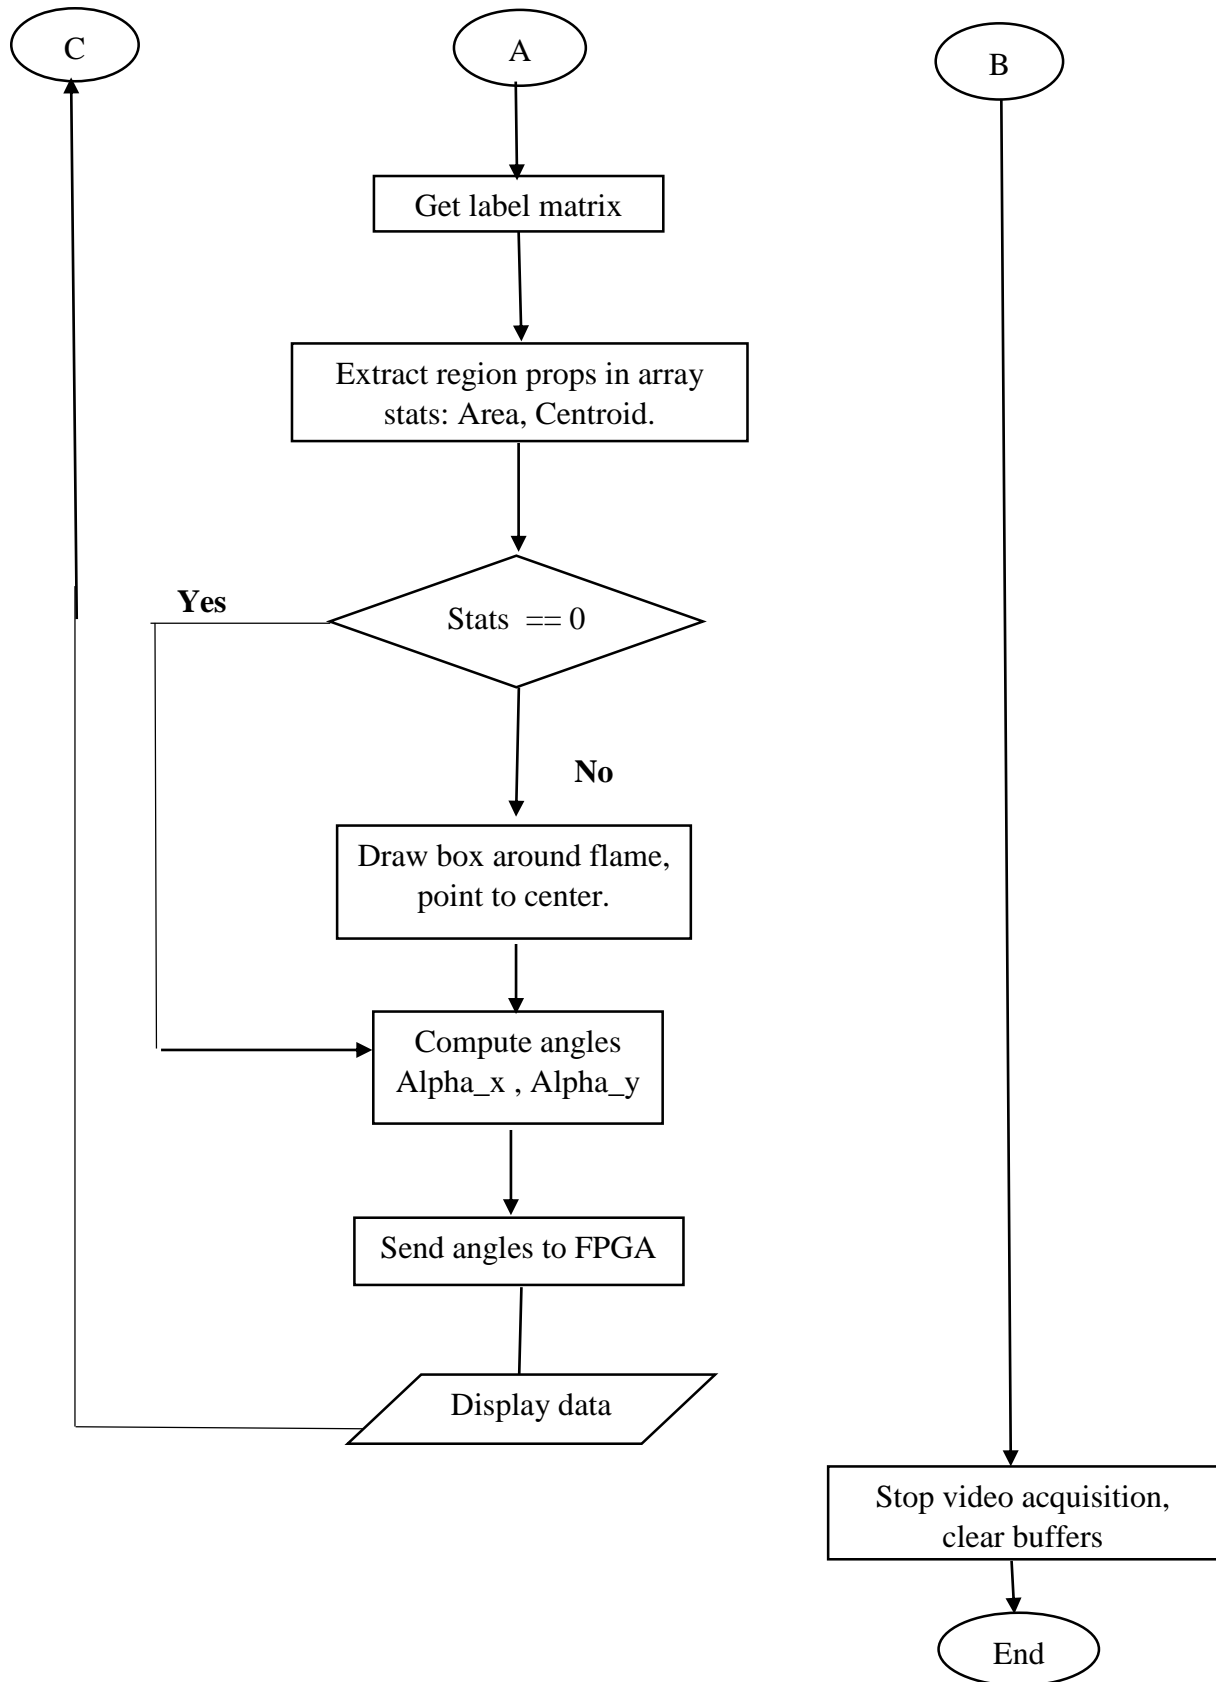 C
A
B
Get label matrix
Extract region props in array
stats: Area, Centroid.
Yes
Stats == 0
No
Draw box around flame,
point to center.
Compute angles
Alpha_x , Alpha_y
Send angles to FPGA
Display data
Stop video acquisition,
clear buffers
End